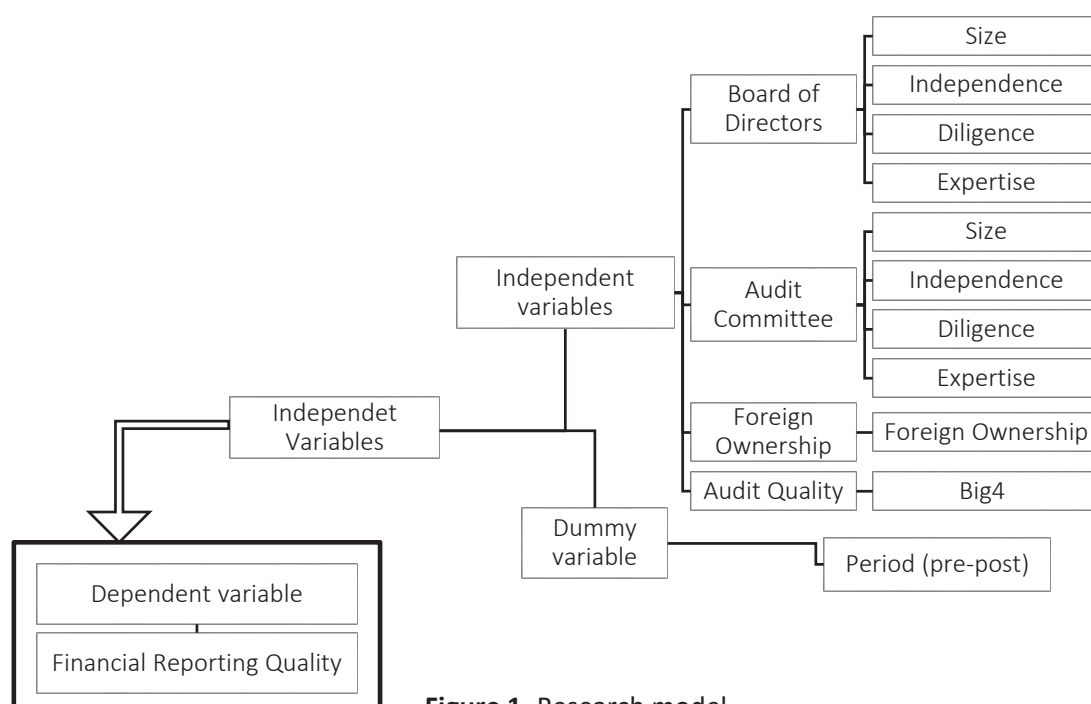 Size
Independence
Board of
Directors
Diligence
Expertise
Size
Independence
Independent
variables
Audit
Committee
Diligence
Expertise
Independet
Variables
Foreign
Ownership
Foreign Ownership
Audit Quality
Big4
Dummy
variable
Period (pre-post)
Dependent variable
Financial Reporting Quality
Figure 1. Research model